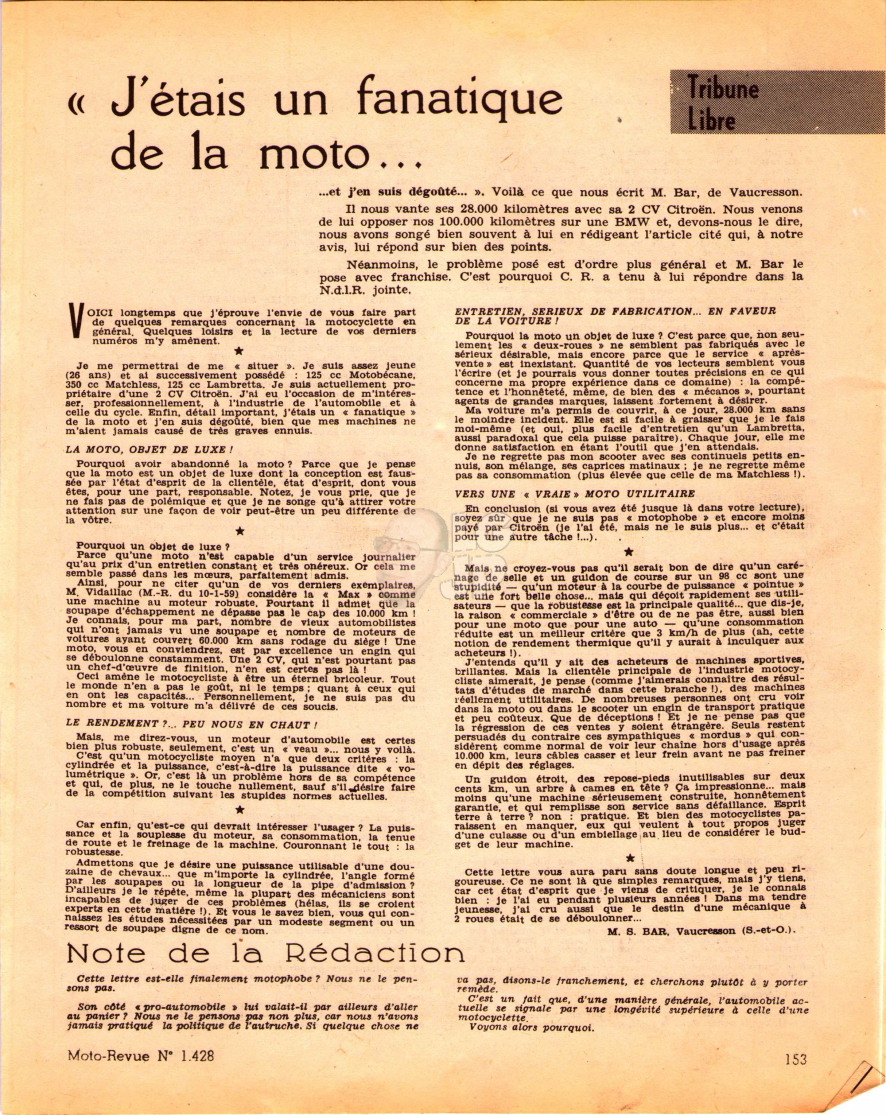 « J'étais un fanatique
de la moto...
Tribune
Libre
...et j'en suis dégoûté... ». Voilà ce que nous écrit M. Bar, de Vaucresson.
Il nous vante ses 28.000 kilomètres avec sa 2 CV Citroën. Nous venons
de lui opposer nos 100.000 kilomètres sur une BMW et, devons-nous le dire,
nous avons songé bien souvent à lui en rédigeant l'article cité qui, à notre
avis, lui répond sur bien des points.
Néanmoins, le problème posé est d'ordre plus général et M. Bar le
pose avec franchise. C'est pourquoi C. R. a tenu à lui répondre dans la
N.d.l.R. jointe.
VOICI longtemps que j'éprouve l'envie de vous faire part
de quelques remarques concernant la motocyclette en
général. Quelques loisirs et la lecture de vos derniers
numéros m'y amènent.
★
Je me permettrai de me « situer ». Je suis assez jeune
(26 ans) et ai successivement possédé : 125 cc Motobécane,
350 cc Matchless, 125 cc Lambretta. Je suis actuellement pro-
priétaire d'une 2 CV Citroën. J'ai eu l'occasion de m'intéres-
ser, professionnellement, à l'industrie de l'automobile et à
celle du cycle. Enfin, détail important, j'étais un « fanatique »
de la moto et j'en suis dégoûté, bien que mes machines ne
m'aient jamais causé de très graves ennuis.
LA MOTO, OBJET DE LUXE !
Pourquoi avoir abandonné la moto ? Parce que je pense
que la moto est un objet de luxe dont la conception est faus-
sée par l'état d'esprit de la clientèle, état d'esprit, dont vous
êtes, pour une part, responsable. Notez, je vous prie, que je
ne fais pas de polémique et que je ne songe qu'à attirer votre
attention sur une façon de voir peut-être un peu différente de
la vôtre.
★
Pourquoi un objet de luxe ?
Parce qu'une moto n'est capable d'un service journalier
qu'au prix d'un entretien constant et très onéreux. Or cela me
semble passé dans les mœurs, parfaitement admis.
Ainsi, pour ne citer qu'un de vos derniers exemplaires,
M. Vidaillac (M.-R. du 10-1-59) considère la « Max » comme
une machine au moteur robuste. Pourtant il admet que la
soupape d'échappement ne dépasse pas le cap des 10.000 km !
Je connais, pour ma part, nombre de vieux automobilistes
qui n'ont jamais vu une soupape et nombre de moteurs de
voitures ayant couvert 60.000 km sans rodage du siège ! Une
moto, vous en conviendrez, est par excellence un engin qui
se déboulonne constamment. Une 2 CV, qui n'est pourtant pas
un chef-d'œuvre de finition, n'en est certes pas là !
Ceci amène le motocycliste à être un éternel bricoleur. Tout
le monde n'en a pas le goût, ni le temps ; quant à ceux qui
en ont les capacités... Personnellement, je ne suis pas du
nombre et ma voiture m'a délivré de ces soucis.
LE RENDEMENT ?... PEU NOUS EN CHAUT !
Mais, me direz-vous, un moteur d'automobile est certes
bien plus robuste, seulement, c'est un « veau »... nous y voilà.
C'est qu'un motocycliste moyen n'a que deux critères : la
cylindrée et la puissance, c'est-à-dire la puissance dite « vo-
lumétrique ». Or, c'est là un problème hors de sa compétence
et qui, de plus, ne le touche nullement, sauf s'il désire faire
de la compétition suivant les stupides normes actuelles.
★
Car enfin, qu'est-ce qui devrait intéresser l'usager ? La puis-
sance et la souplesse du moteur, sa consommation, la tenue
de route et le freinage de la machine. Couronnant le tout : la
robustesse.
Admettons que je désire une puissance utilisable d'une dou-
zaine de chevaux... que m'importe la cylindrée, l'angle formé
par les soupapes ou la longueur de la pipe d'admission ?
D'ailleurs je le répète, même la plupart des mécaniciens sont
incapables de juger de ces problèmes (hélas, ils se croient
experts en cette matière !). Et vous le savez bien, vous qui con-
naissez les études nécessitées par un modeste segment ou un
ressort de soupape digne de ce nom.
ENTRETIEN, SERIEUX DE FABRICATION... EN FAVEUR
DE LA VOITURE !
Pourquoi la moto un objet de luxe ? C'est parce que, non seu-
lement les « deux-roues » ne semblent pas fabriqués avec le
sérieux désirable, mais encore parce que le service « après-
vente » est inexistant. Quantité de vos lecteurs semblent vous
l'écrire (et je pourrais vous donner toutes précisions en ce qui
concerne ma propre expérience dans ce domaine) : la compé-
tence et l'honnêteté, même, de bien des « mécanos », pourtant
agents de grandes marques, laissent fortement à désirer.
Ma voiture m'a permis de couvrir, à ce jour, 28.000 km sans
le moindre incident. Elle est si facile à graisser que je le fais
moi-même (et oui, plus facile d'entretien qu'un Lambretta,
aussi paradoxal que cela puisse paraître). Chaque jour, elle me
donne satisfaction en étant l'outil que j'en attendais.
Je ne regrette pas mon scooter avec ses continuels petits en-
nuis, son mélange, ses caprices matinaux ; je ne regrette même
pas sa consommation (plus élevée que celle de ma Matchless !).
VERS UNE « VRAIE » MOTO UTILITAIRE
En conclusion (si vous avez été jusque là dans votre lecture),
soyez sûr que je ne suis pas « motophobe » et encore moins
payé par Citroën (je l'ai été, mais ne le suis plus... et c'était
pour une autre tâche !...).
★
Mais ne croyez-vous pas qu'il serait bon de dire qu'un caré-
nage de selle et un guidon de course sur un 98 cc sont une
stupidité — qu'un moteur à la courbe de puissance « pointue »
est une fort belle chose... mais qui déçoit rapidement ses utili-
sateurs — que la robustesse est la principale qualité... que dis-je,
la raison « commerciale » d'être ou de ne pas être, aussi bien
pour une moto que pour une auto — qu'une consommation
réduite est un meilleur critère que 3 km/h de plus (ah, cette
notion de rendement thermique qu'il y aurait à inculquer aux
acheteurs !).
J'entends qu'il y ait des acheteurs de machines sportives,
brillantes. Mais la clientèle principale de l'industrie motocy-
cliste aimerait, je pense (comme j'aimerais connaître des résul-
tats d'études de marché dans cette branche !), des machines
réellement utilitaires. De nombreuses personnes ont cru voir
dans la moto ou dans le scooter un engin de transport pratique
et peu coûteux. Que de déceptions ! Et je ne pense pas que
la régression de ces ventes y soient étrangère. Seuls restent
persuadés du contraire ces sympathiques « mordus » qui con-
sidèrent comme normal de voir leur chaîne hors d'usage après
10.000 km, leurs câbles casser et leur frein avant ne pas freiner
en dépit des réglages.
Un guidon étroit, des repose-pieds inutilisables sur deux
cents km, un arbre à cames en tête ? Ça impressionne... mais
moins qu'une machine sérieusement construite, honnêtement
garantie, et qui remplisse son service sans défaillance. Esprit
terre à terre ? non : pratique. Et bien des motocyclistes pa-
raissent en manquer, eux qui veulent à tout propos juger
d'une culasse ou d'un embiellage au lieu de considérer le bud-
get de leur machine.
★
Cette lettre vous aura paru sans doute longue et peu ri-
goureuse. Ce ne sont là que simples remarques, mais j'y tiens,
car cet état d'esprit que je viens de critiquer, je le connais
bien : je l'ai eu pendant plusieurs années ! Dans ma tendre
jeunesse, j'ai cru aussi que le destin d'une mécanique à
2 roues était de se déboulonner...
M. S. BAR, Vaucresson (S.-et-O.).
Note de la Rédaction
Cette lettre est-elle finalement motophobe ? Nous ne le pen-
sons pas.
Son côté « pro-automobile » lui valait-il par ailleurs d'aller
au panier ? Nous ne le pensons pas non plus, car nous n'avons
jamais pratiqué la politique de l'autruche. Si quelque chose ne
va pas, disons-le franchement, et cherchons plutôt à y porter
remède.
C'est un fait que, d'une manière générale, l'automobile ac-
tuelle se signale par une longévité supérieure à celle d'une
motocyclette.
Voyons alors pourquoi.
Moto-Revue N° 1.428
153